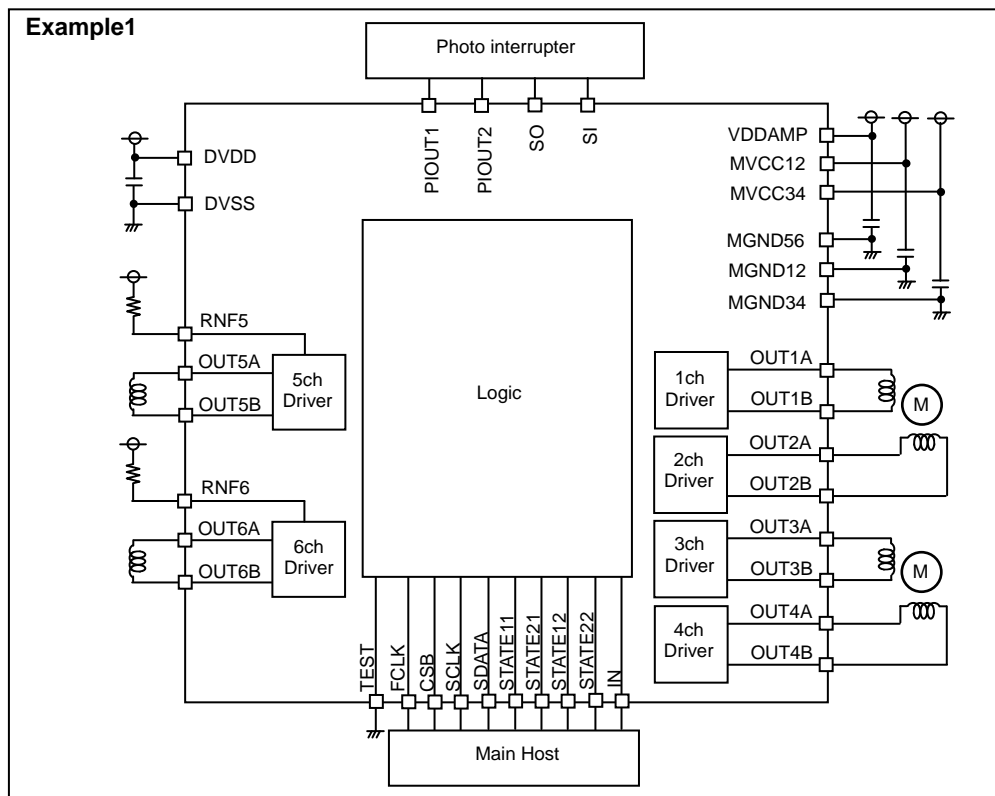 Example1
Photo interrupter
PIOUT1
PIOUT2
SO
SI
DVDD
DVSS
VDDAMP
MVCC12
MVCC34
MGND56
MGND12
MGND34
RNF5
OUT5A
OUT5B
5ch
Driver
RNF6
OUT6A
OUT6B
6ch
Driver
Logic
1ch
Driver
OUT1A
OUT1B
M
2ch
Driver
OUT2A
OUT2B
3ch
Driver
OUT3A
OUT3B
M
4ch
Driver
OUT4A
OUT4B
TEST
FCLK
CSB
SCLK
SDATA
STATE11
STATE21
STATE12
STATE22
IN
Main Host